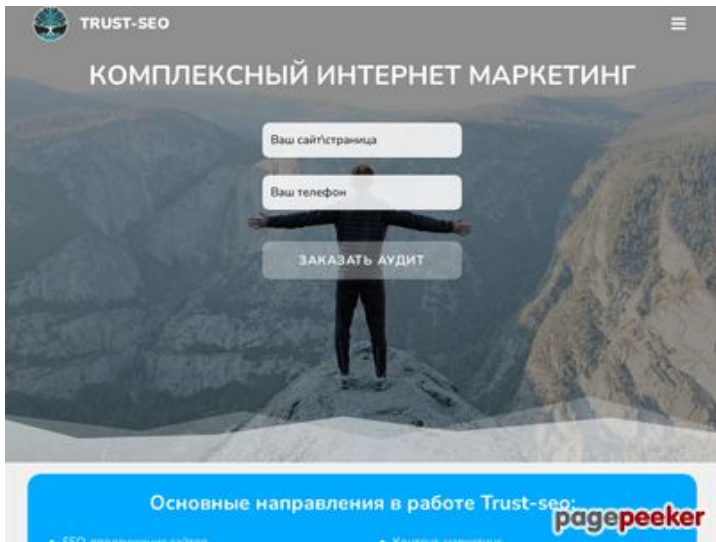 TRUST-SEO
КОМПЛЕКСНЫЙ ИНТЕРНЕТ МАРКЕТИНГ
Ваш сайт\страница
Ваш телефон
ЗАКАЗАТЬ АУДИТ
Основные направления в работе Trust-seo:
pagepeeker